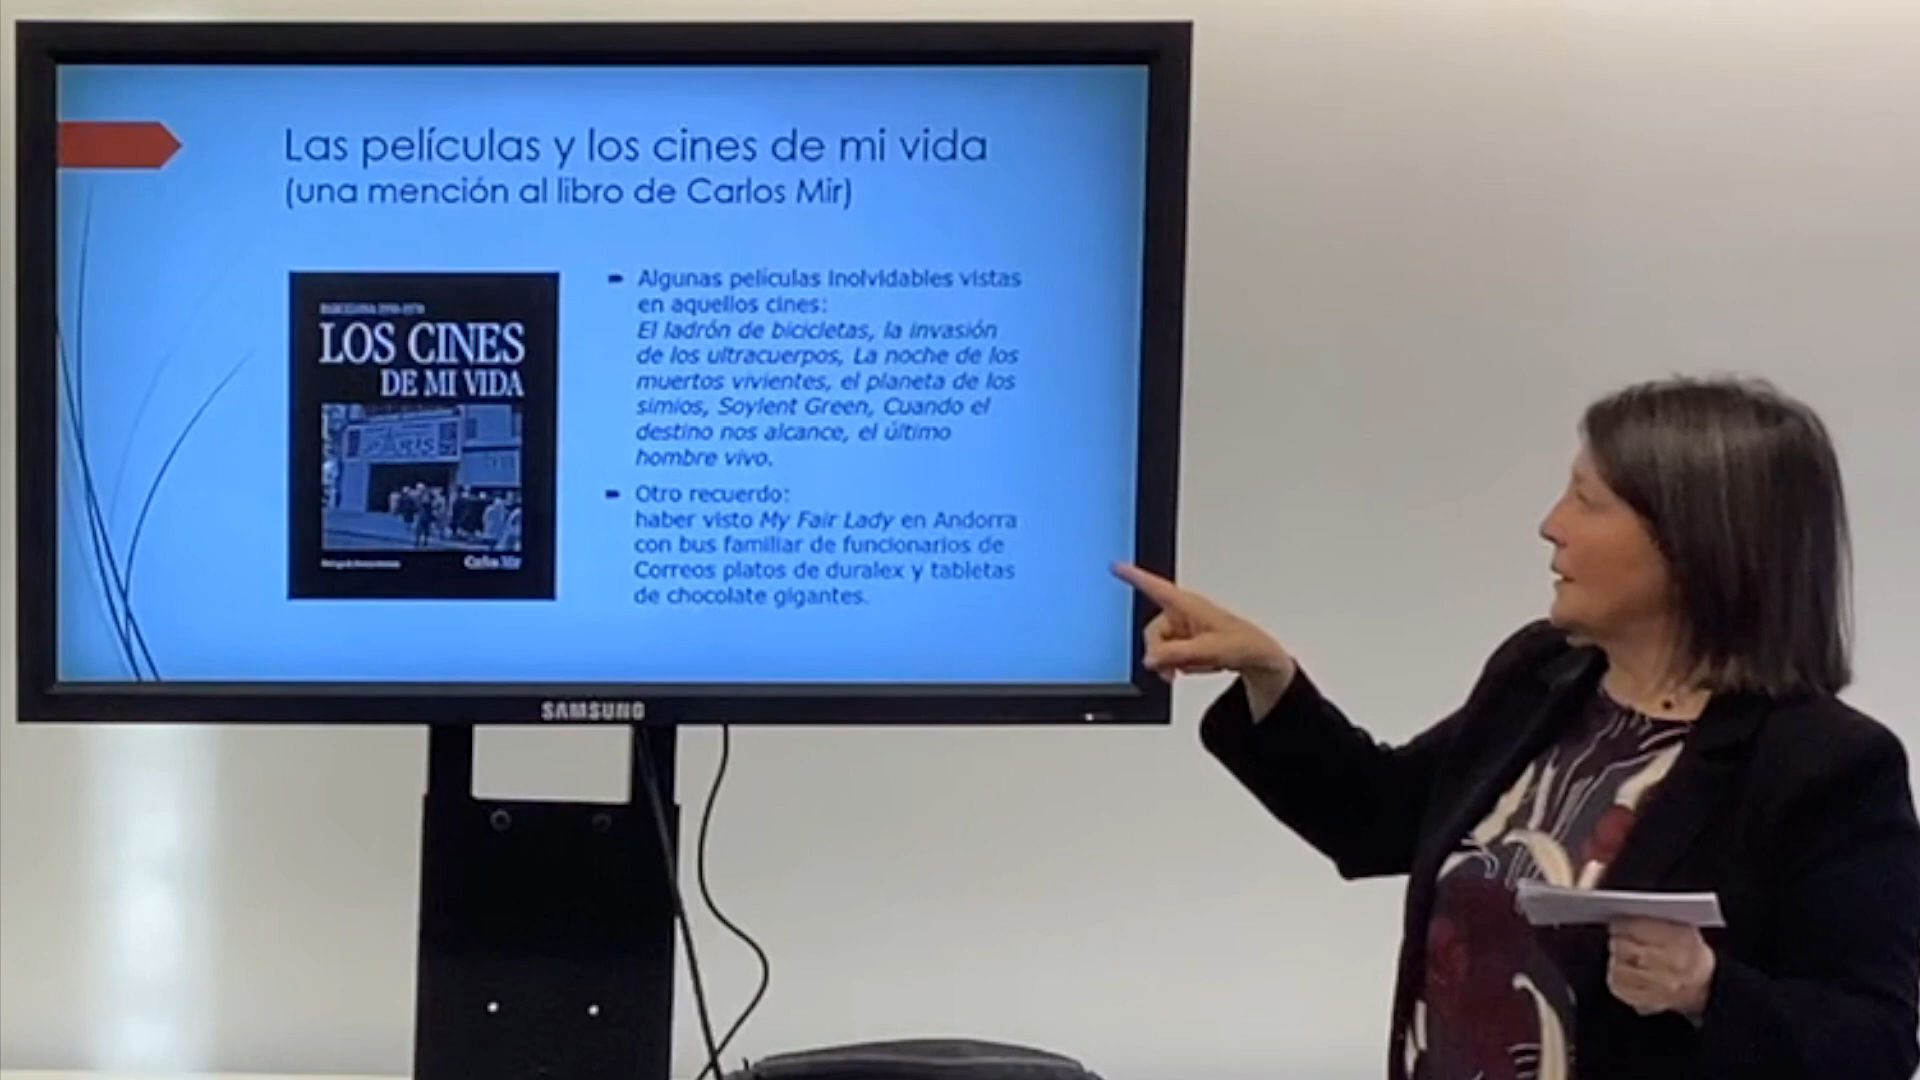 Las películas y los cines de mi vida
(una mención al libro de Carlos Mir)
LOS CINES
DE MI VIDA
PARIS
Carlos Mir
Algunas películas inolvidables vistas
en aquellos cines:
El ladrón de bicicletas, la invasión
de los ultracuerpos, La noche de los
muertos vivientes, el planeta de los
simios, Soylent Green, Cuando el
destino nos alcance, el último
hombre vivo.
Otro recuerdo:
haber visto My Fair Lady en Andorra
con bus familiar de funcionarios de
Correos platos de duralex y tabletas
de chocolate gigantes.
SAMSUNG